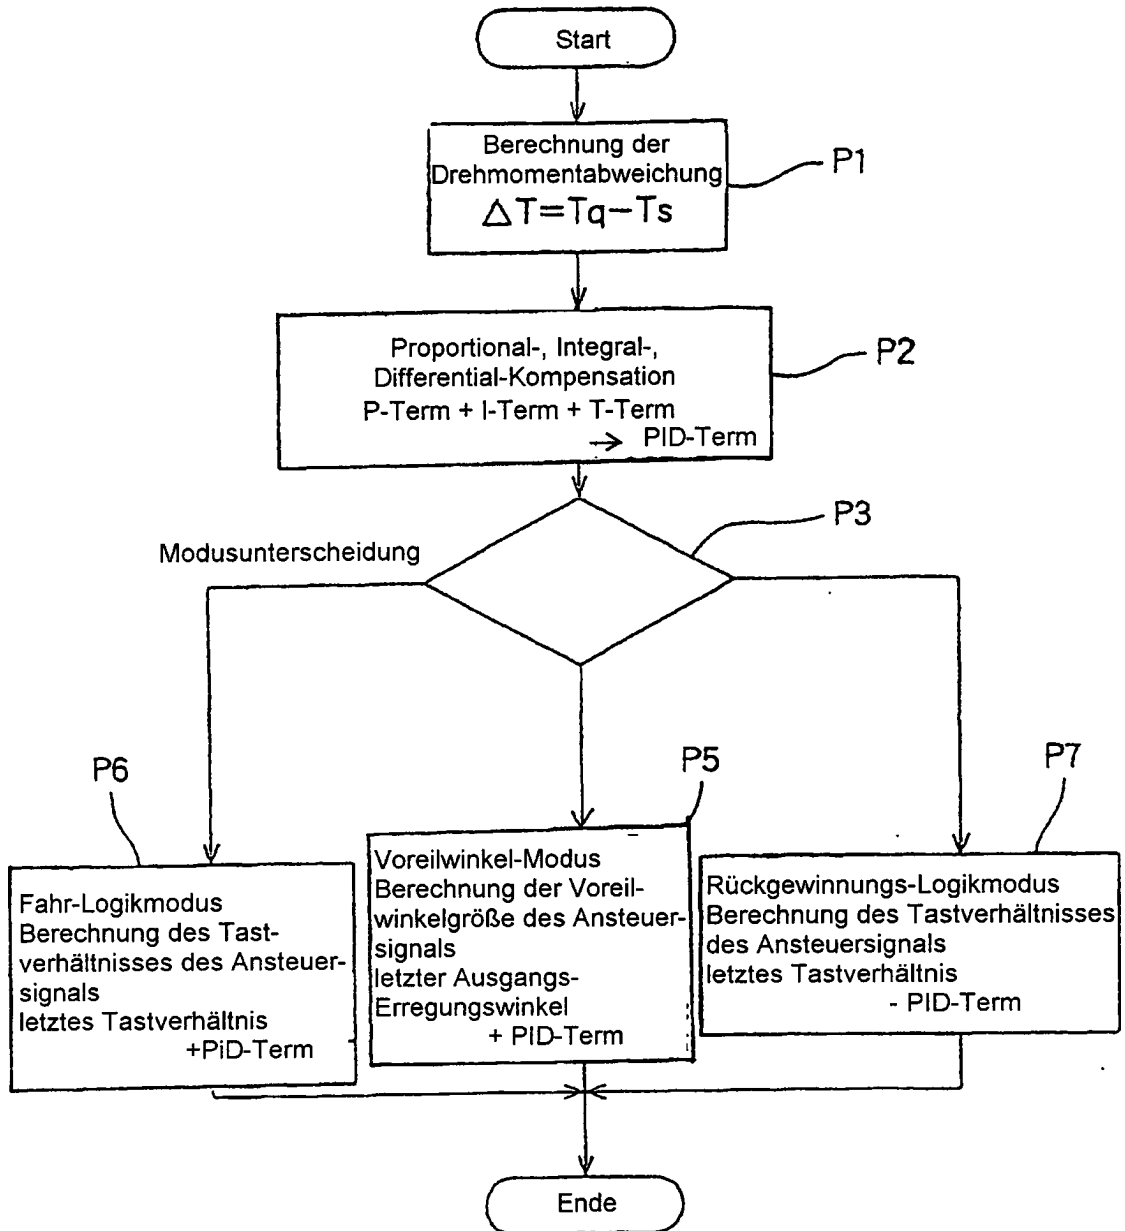 Start
Berechnung der
Drehmomentabweichung
△T=Tq−Ts
P1
Proportional-, Integral-,
Differential-Kompensation
P-Term + I-Term + T-Term
→ PID-Term
P2
Modusunterscheidung
P3
P6
Fahr-Logikmodus
Berechnung des Tast-
verhältnisses des Ansteuer-
signals
letztes Tastverhältnis
+PiD-Term
P5
Voreilwinkel-Modus
Berechnung der Voreil-
winkelgröße des Ansteuer-
signals
letzter Ausgangs-
Erregungswinkel
+ PID-Term
P7
Rückgewinnungs-Logikmodus
Berechnung des Tastverhältnisses
des Ansteuersignals
letztes Tastverhältnis
- PID-Term
Ende